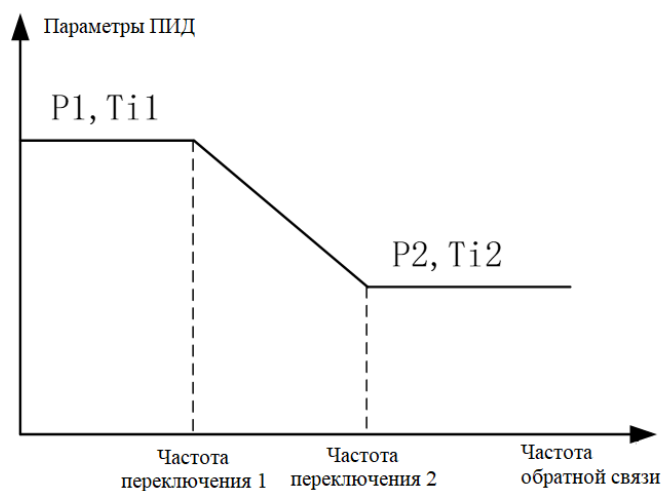 Параметры ПИД
P1, Ti1
P2, Ti2
Частота
переключения 1
Частота
переключения 2
Частота
обратной связи